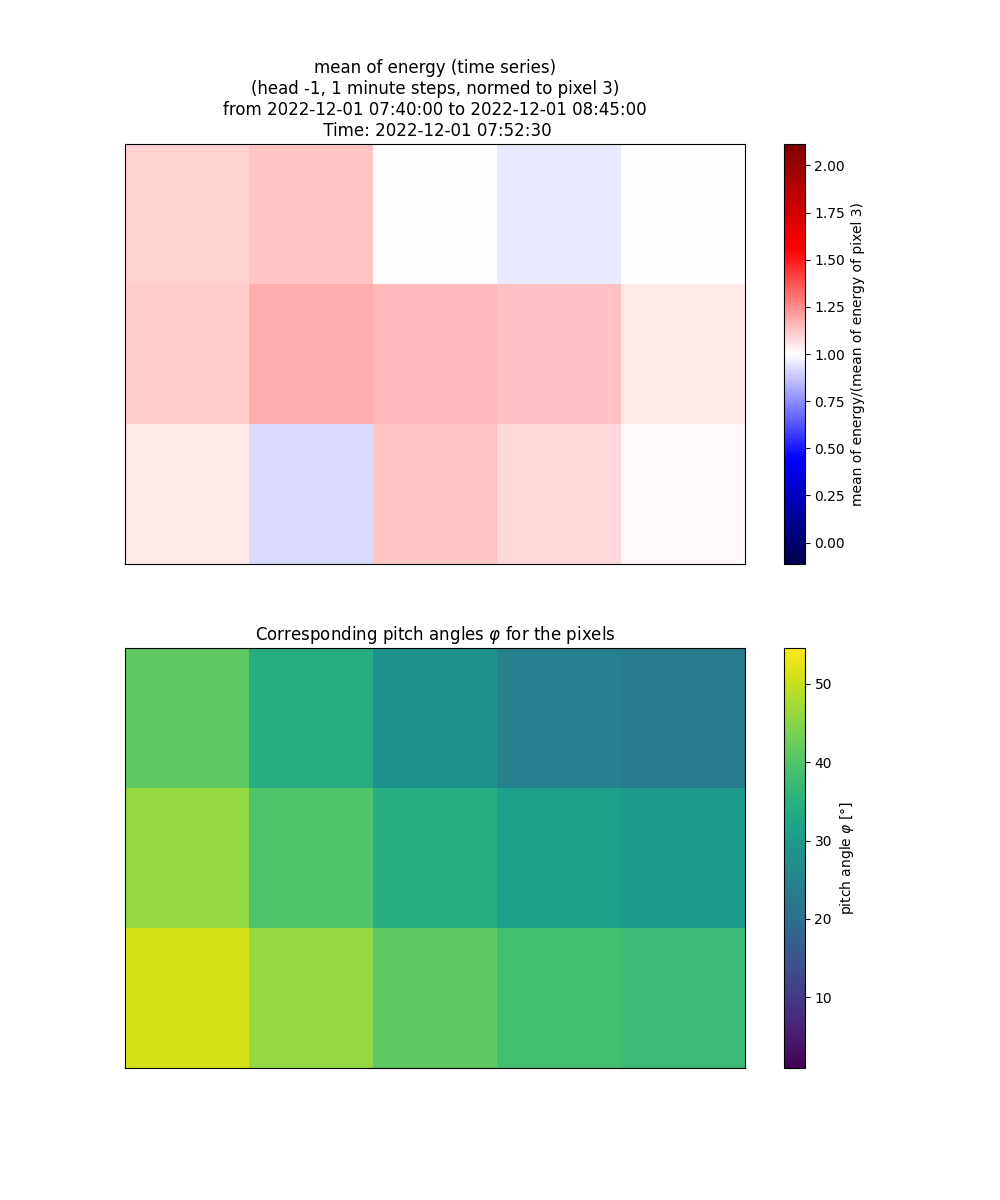 mean of energy (time series)
(head -1, 1 minute steps, normed to pixel 3)
from 2022-12-01 07:40:00 to 2022-12-01 08:45:00
Time: 2022-12-01 07:52:30
2.00
1.75
1.50
1.25
1.00
0.75
0.50
0.25
0.00
mean of energy/(mean of energy of pixel 3)
Corresponding pitch angles φ for the pixels
50
40
30
20
10
pitch angle φ [°]